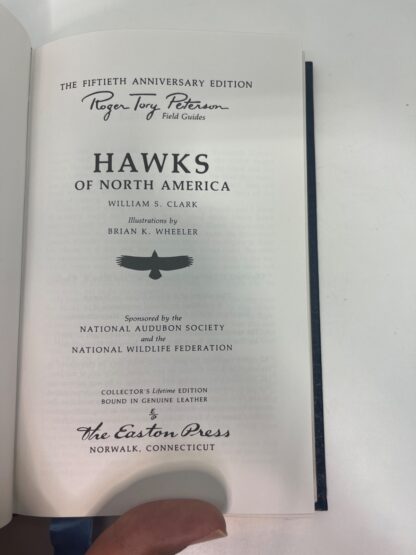 THE FIFTIETH ANNIVERSARY EDITION
Roger Tory Peterson
Field Guides
HAWKS
OF NORTH AMERICA
WILLIAM S. CLARK
Illustrations by
BRIAN K. WHEELER
Sponsored by the
NATIONAL AUDUBON SOCIETY
and the
NATIONAL WILDLIFE FEDERATION
COLLECTOR'S Lifetime EDITION
BOUND IN GENUINE LEATHER
The Easton Press
NORWALK, CONNECTICUT